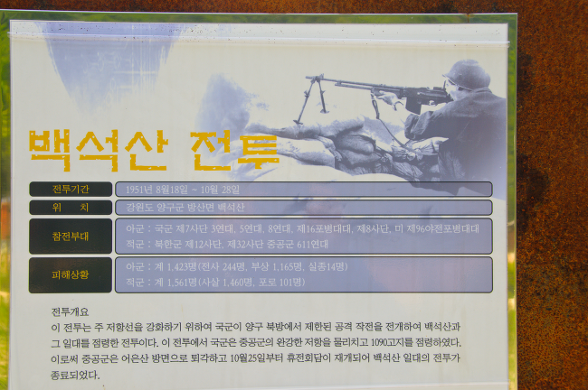 백석산 전투
전투기간 1951년 8월18일 ~ 10월 28일
위 치 강원도 양구군 방산면 백석산
참전부대 아군 : 국군 제7사단 3연대, 5연대, 8연대, 제16포병대대, 제8사단, 미 제96야전포병대대
적군 : 북한군 제12사단, 제32사단 중공군 611연대
피해상황 아군 : 계 1,423명(전사 244명, 부상 1,165명, 실종14명)
적군 : 계 1,561명(사살 1,460명, 포로 101명)
전투개요
이 전투는 주 저항선을 강화하기 위하여 국군이 양구 북방에서 제한된 공격 작전을 전개하여 백석산과
그 일대를 점령한 전투이다. 이 전투에서 국군은 중공군의 완강한 저항을 물리치고 1090고지를 점령하였다.
이로써 중공군은 어은산 방면으로 퇴각하고 10월25일부터 휴전회담이 재개되어 백석산 일대의 전투가
종료되었다.